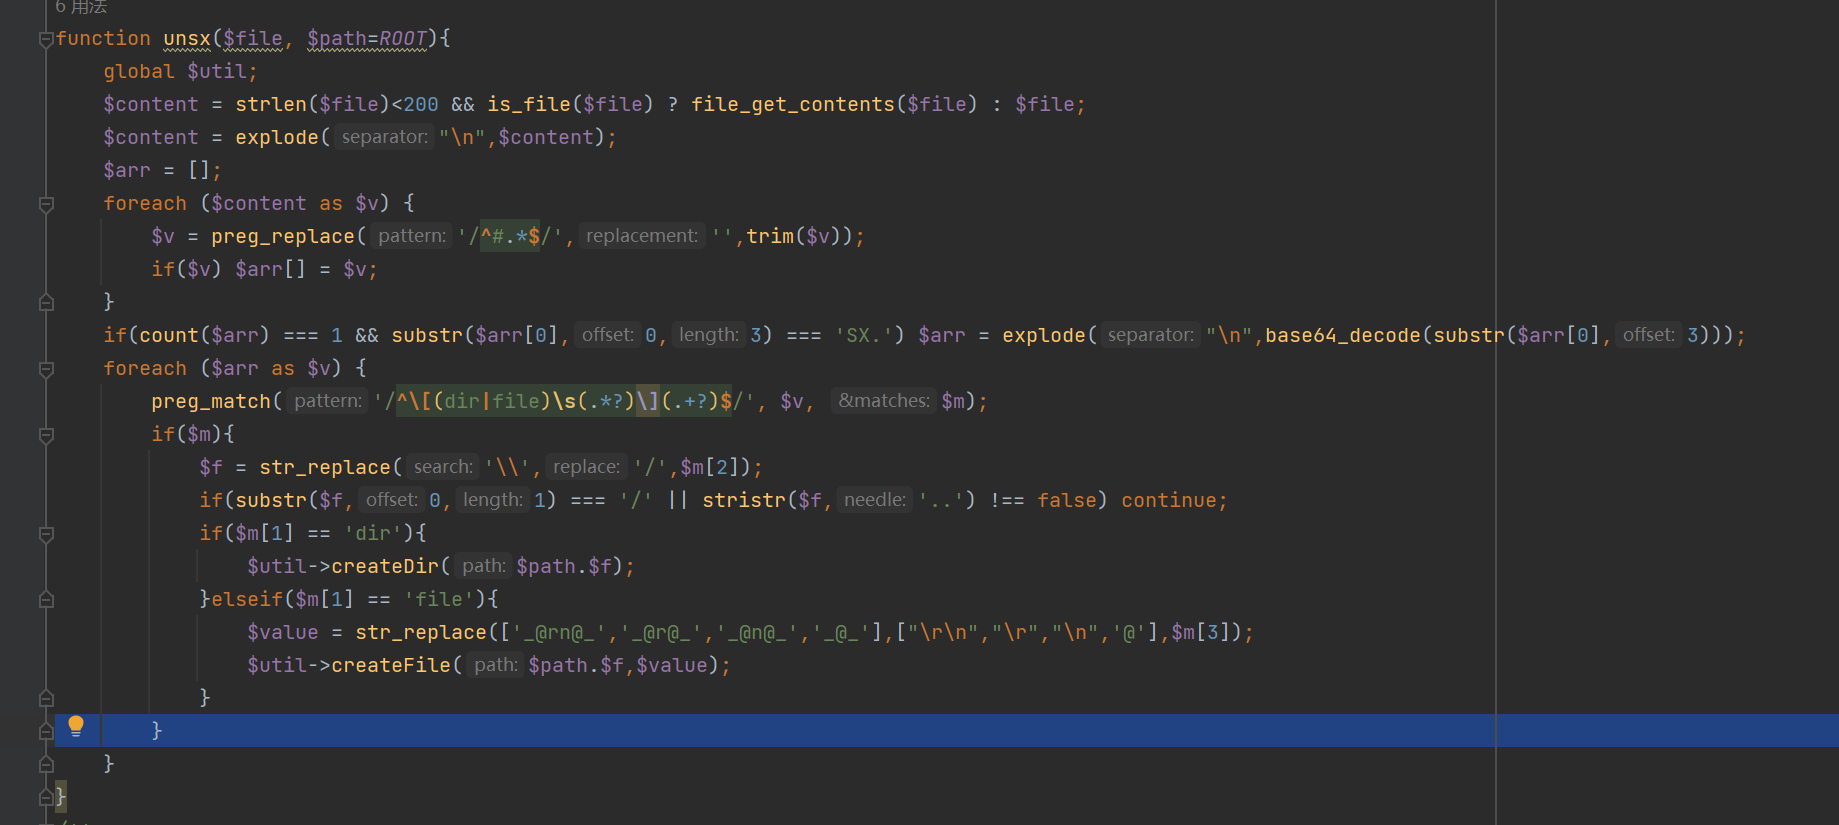 6 用法
function unsx($file, $path=ROOT){
global $util;
$content = strlen($file)<200 && is_file($file) ? file_get_contents($file) : $file;
$content = explode( separator: "\n",$content);
$arr = [];
foreach ($content as $v) {
$v = preg_replace( pattern: '/^#.*$/', replacement: '',trim($v));
if($v) $arr[] = $v;
}
if(count($arr) === 1 && substr($arr[0], offset: 0, length: 3) === 'SX.') $arr = explode( separator: "\n",base64_decode(substr($arr[0], offset: 3)));
foreach ($arr as $v) {
preg_match( pattern: '/^\[(dir|file)\s(.*?)\](.+?)$/', $v, &matches: $m);
if($m){
$f = str_replace( search: '\\', replace: '/',$m[2]);
if(substr($f, offset: 0, length: 1) === '/' || stristr($f, needle: '..') !== false) continue;
if($m[1] == 'dir'){
$util->createDir( path: $path.$f);
}elseif($m[1] == 'file'){
$value = str_replace(['_@rn@_','_@r@_','_@n@_','_@_'],["\r\n","\r","\n",'@'],$m[3]);
$util->createFile( path: $path.$f,$value);
}
}
}
}